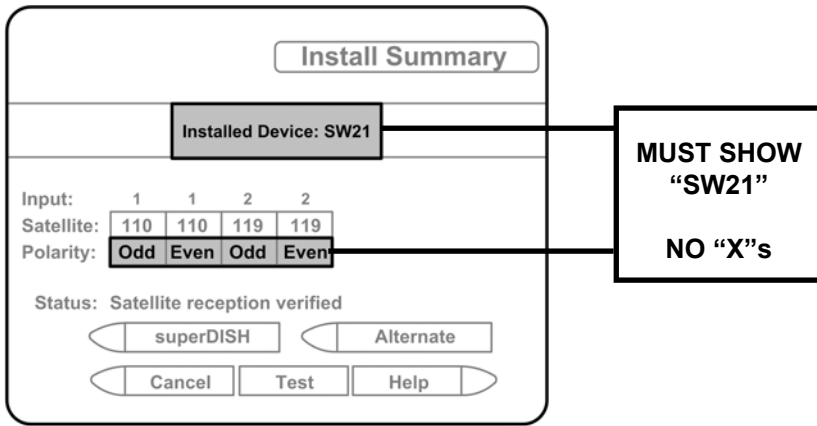 Install Summary
Installed Device: SW21
MUST SHOW
“SW21”
NO “X”s
Input: 1 1 2 2
Satellite: 110 110 119 119
Polarity: Odd Even Odd Even
Status: Satellite reception verified
superDISH Alternate
Cancel Test Help